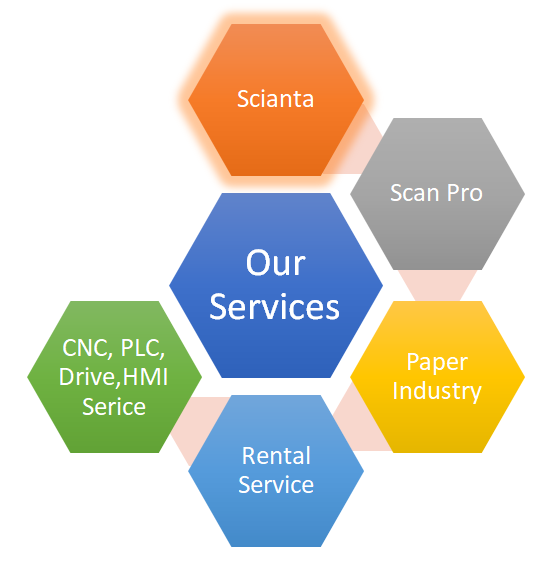 Scianta
Scan Pro
Our
Services
CNC, PLC,
Drive,HMI
Serice
Paper
Industry
Rental
Service